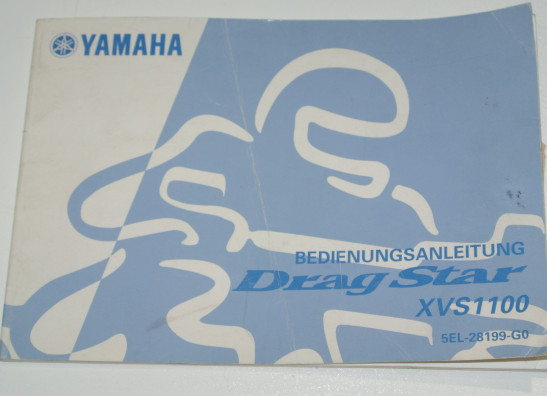 YAMAHA
BEDIENUNGSANLEITUNG
Drag Star
XVS1100
5EL-28199-G0